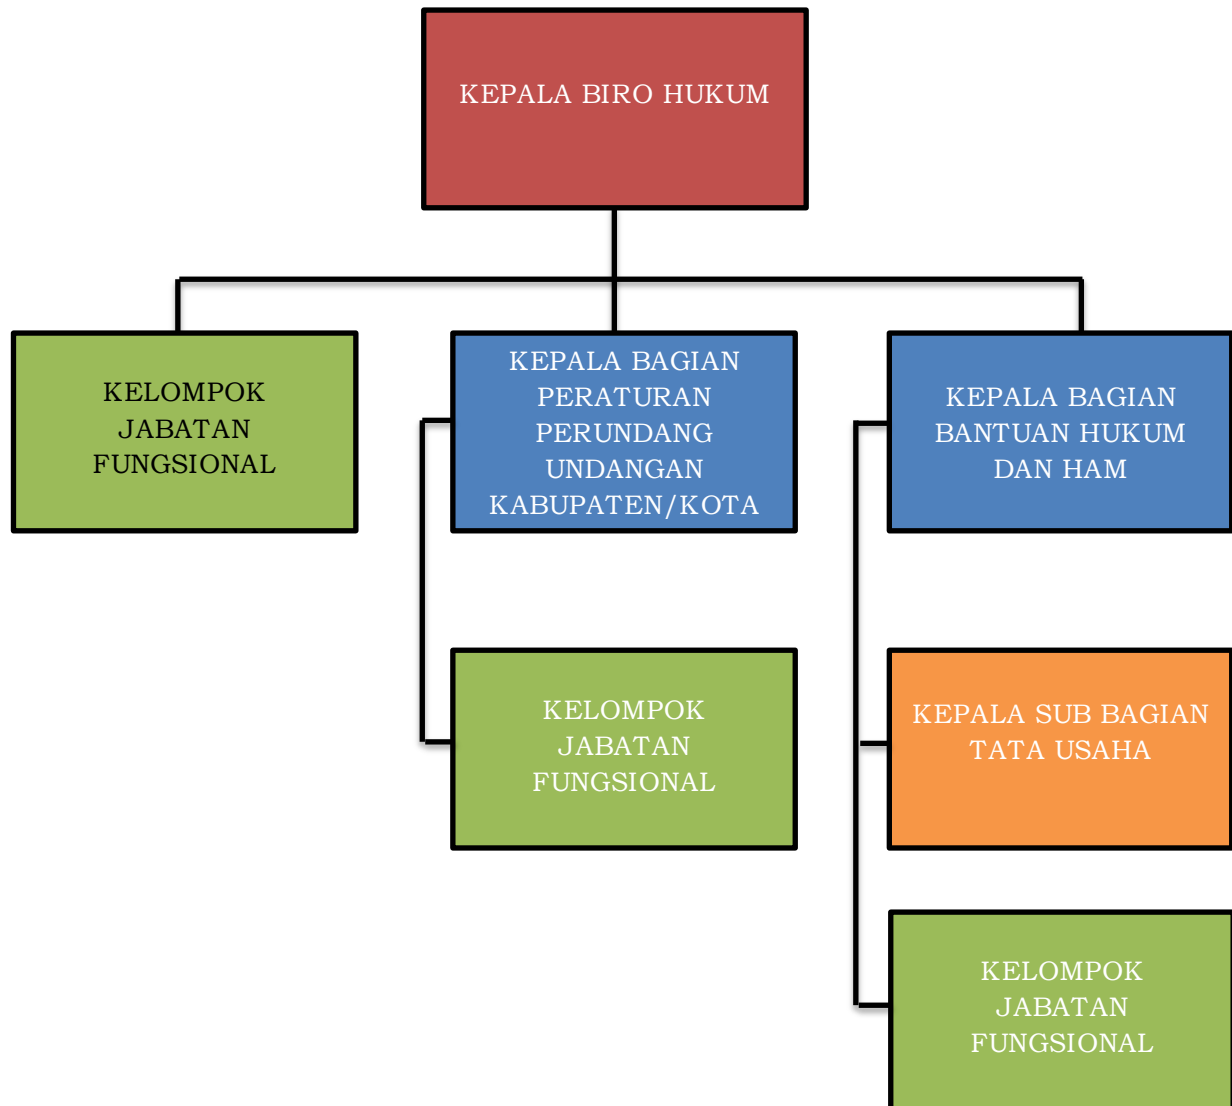 KEPALA BIRO HUKUM
KELOMPOK
JABATAN
FUNGSIONAL
KEPALA BAGIAN
PERATURAN
PERUNDANG
UNDANGAN
KABUPATEN/KOTA
KEPALA BAGIAN
BANTUAN HUKUM
DAN HAM
KELOMPOK
JABATAN
FUNGSIONAL
KEPALA SUB BAGIAN
TATA USAHA
KELOMPOK
JABATAN
FUNGSIONAL